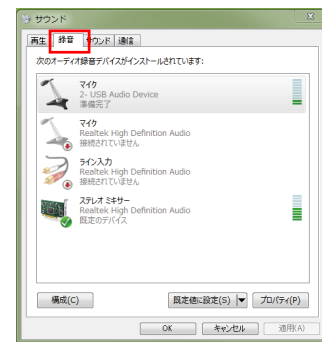 サウンド
再生 録音 サウンド 通信
次のオーディオ録音デバイスがインストールされています:
マイク
2- USB Audio Device
準備完了
マイク
Realtek High Definition Audio
接続されていません
ライン入力
Realtek High Definition Audio
接続されていません
ステレオ ミキサー
Realtek High Definition Audio
既定のデバイス
構成(C) 既定値に設定(S) プロパティ(P)
OK キャンセル 適用(A)